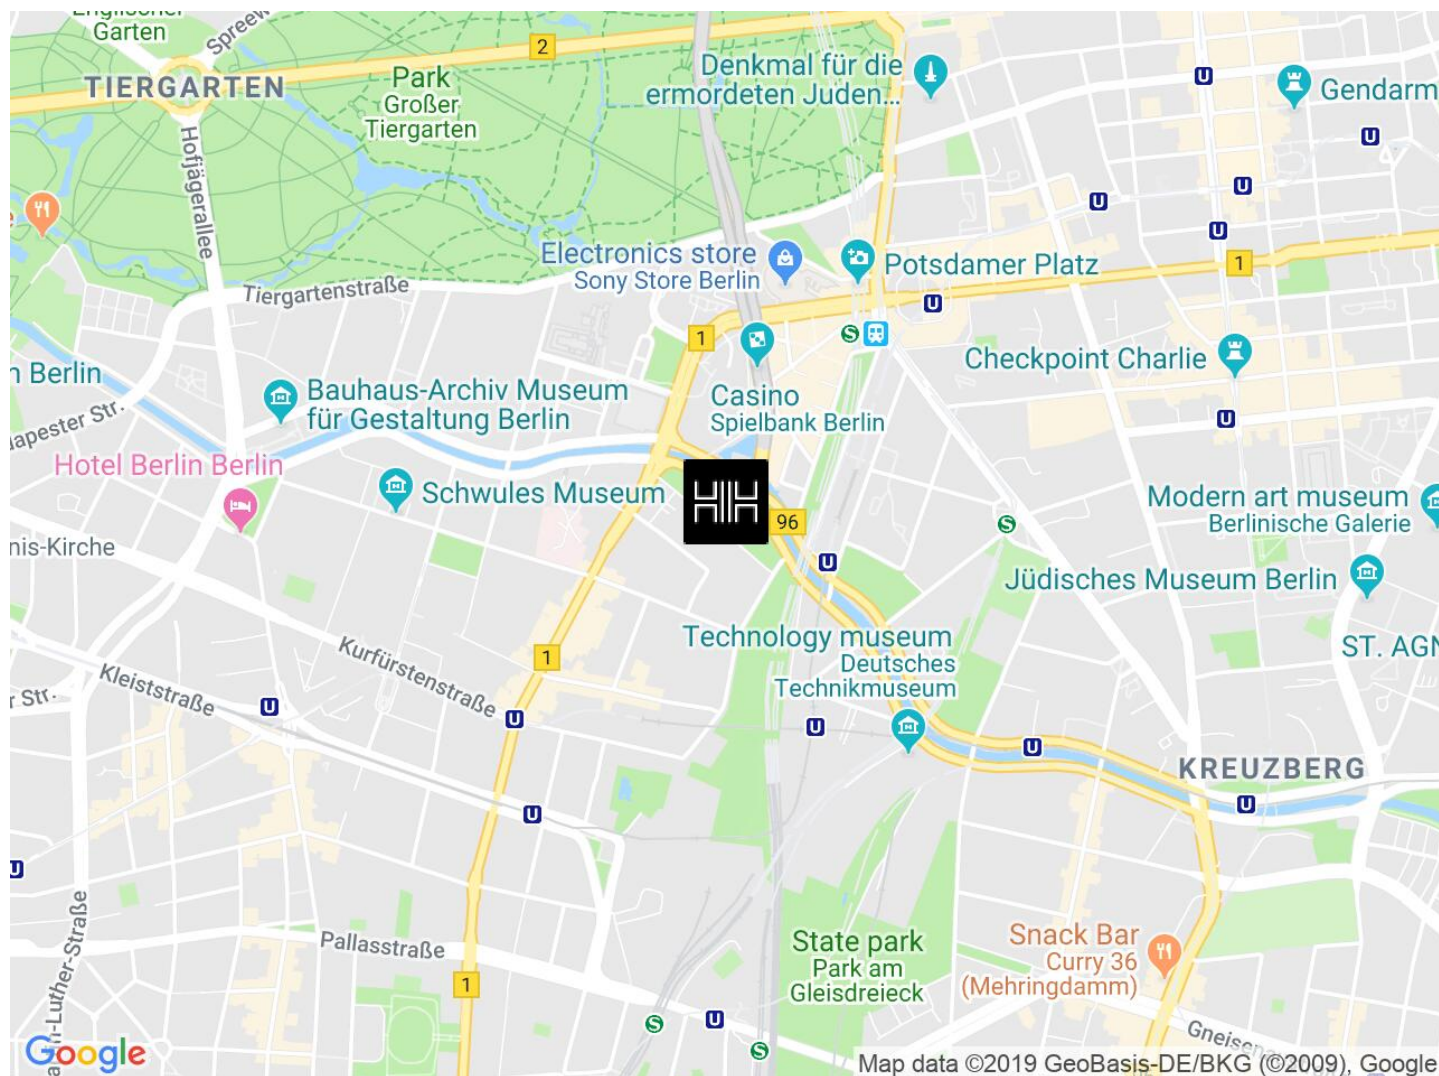 Englischer
Garten
Spreew
TIERGARTEN
2
Park
Großer
Tiergarten
Denkmal für die
ermordeten Juden...
U
Gendarm
U
Hofjägerallee
U
U
U
Electronics store
Sony Store Berlin
Potsdamer Platz
1
Tiergartenstraße
U
1
S
Checkpoint Charlie
n Berlin
Bauhaus-Archiv Museum
für Gestaltung Berlin
Casino
Spielbank Berlin
U
dapester Str.
Hotel Berlin Berlin
Schwules Museum
96
Modern art museum
Berlinische Galerie
S
nis-Kirche
U
Jüdisches Museum Berlin
Technology museum
Deutsches
Technikmuseum
ST. AGN
Kurfürstenstraße
1
Kleiststraße
r Str.
U
U
U
U
KREUZBERG
U
U
U
Pallasstraße
State park
Park am
Gleisdreieck
Snack Bar
Curry 36
(Mehringdamm)
1
n-Luther-Straße
S
U
S
Gneisenau
Google
Map data ©2019 GeoBasis-DE/BKG (©2009), Google